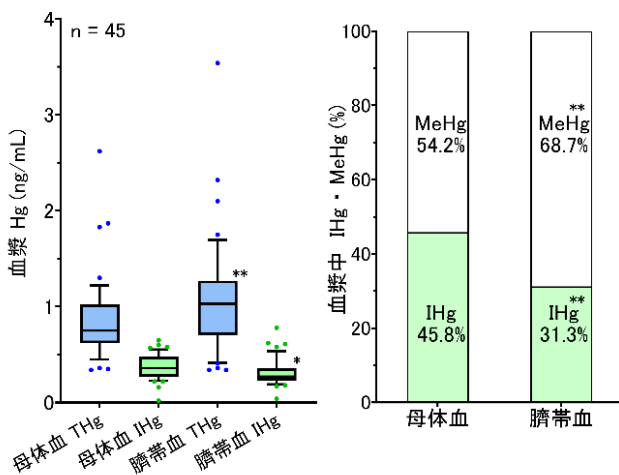 n = 45
4
3
2
1
0
血漿 Hg (ng/mL)
母体血 THg
母体血 IHg
臍帯血 THg
臍帯血 IHg
**
*
100
80
60
40
20
0
血漿中 IHg・MeHg (%)
MeHg
54.2%
IHg
45.8%
**
MeHg
68.7%
**
IHg
31.3%
母体血
臍帯血